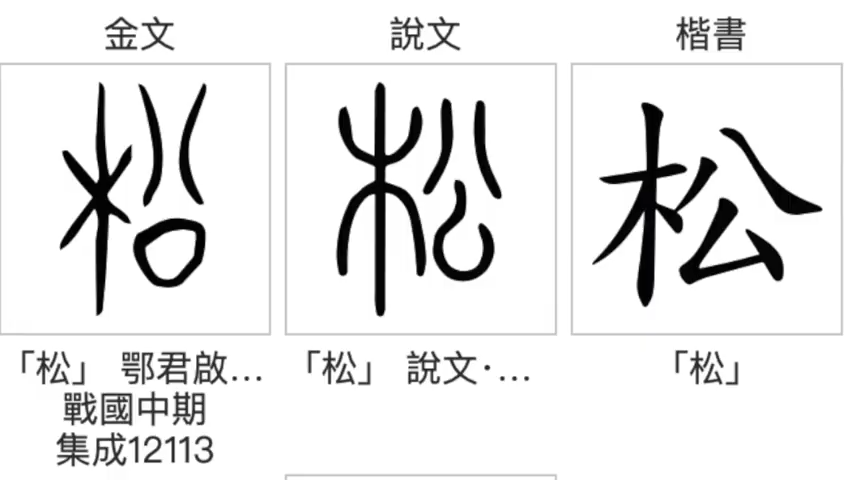 金文 說文 楷書
松 松 松
「松」 鄂君啟… 「松」 說文·… 「松」
戰國中期
集成12113